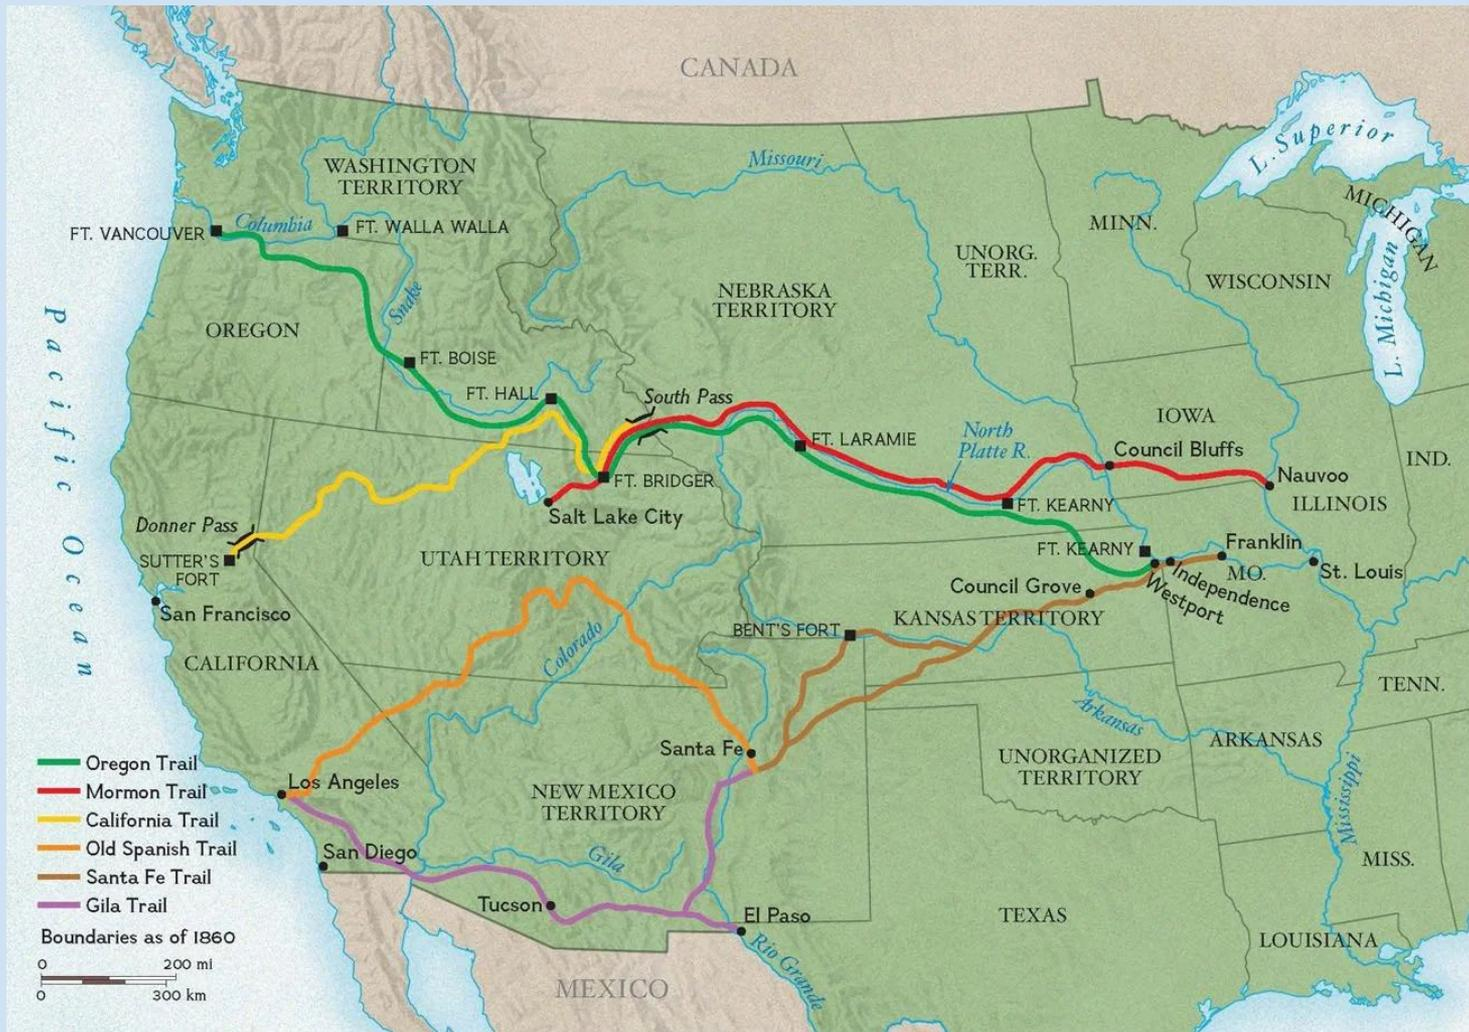 CANADA
L. Superior
WASHINGTON
TERRITORY
Missouri
MICHIGAN
MINN.
FT. VANCOUVER
Columbia
FT. WALLA WALLA
UNORG.
TERR.
WISCONSIN
L. Michigan
Snake
NEBRASKA
TERRITORY
OREGON
Pacific Ocean
FT. BOISE
FT. HALL
South Pass
IOWA
North
Platte R.
FT. LARAMIE
Council Bluffs
IND.
FT. BRIDGER
Nauvoo
ILLINOIS
FT. KEARNY
Salt Lake City
Donner Pass
SUTTER'S
FORT
UTAH TERRITORY
FT. KEARNY
Franklin
MO.
St. Louis
Independence
Westport
Council Grove
San Francisco
KANSAS TERRITORY
BENT'S FORT
Colorado
CALIFORNIA
TENN.
Arkansas
ARKANSAS
Santa Fe
UNORGANIZED
TERRITORY
Oregon Trail
Mormon Trail
California Trail
Old Spanish Trail
Santa Fe Trail
Gila Trail
Boundaries as of 1860
0 200 mi
0 300 km
Los Angeles
NEW MEXICO
TERRITORY
Mississippi
San Diego
Gila
MISS.
Tucson
El Paso
TEXAS
Rio Grande
LOUISIANA
MEXICO